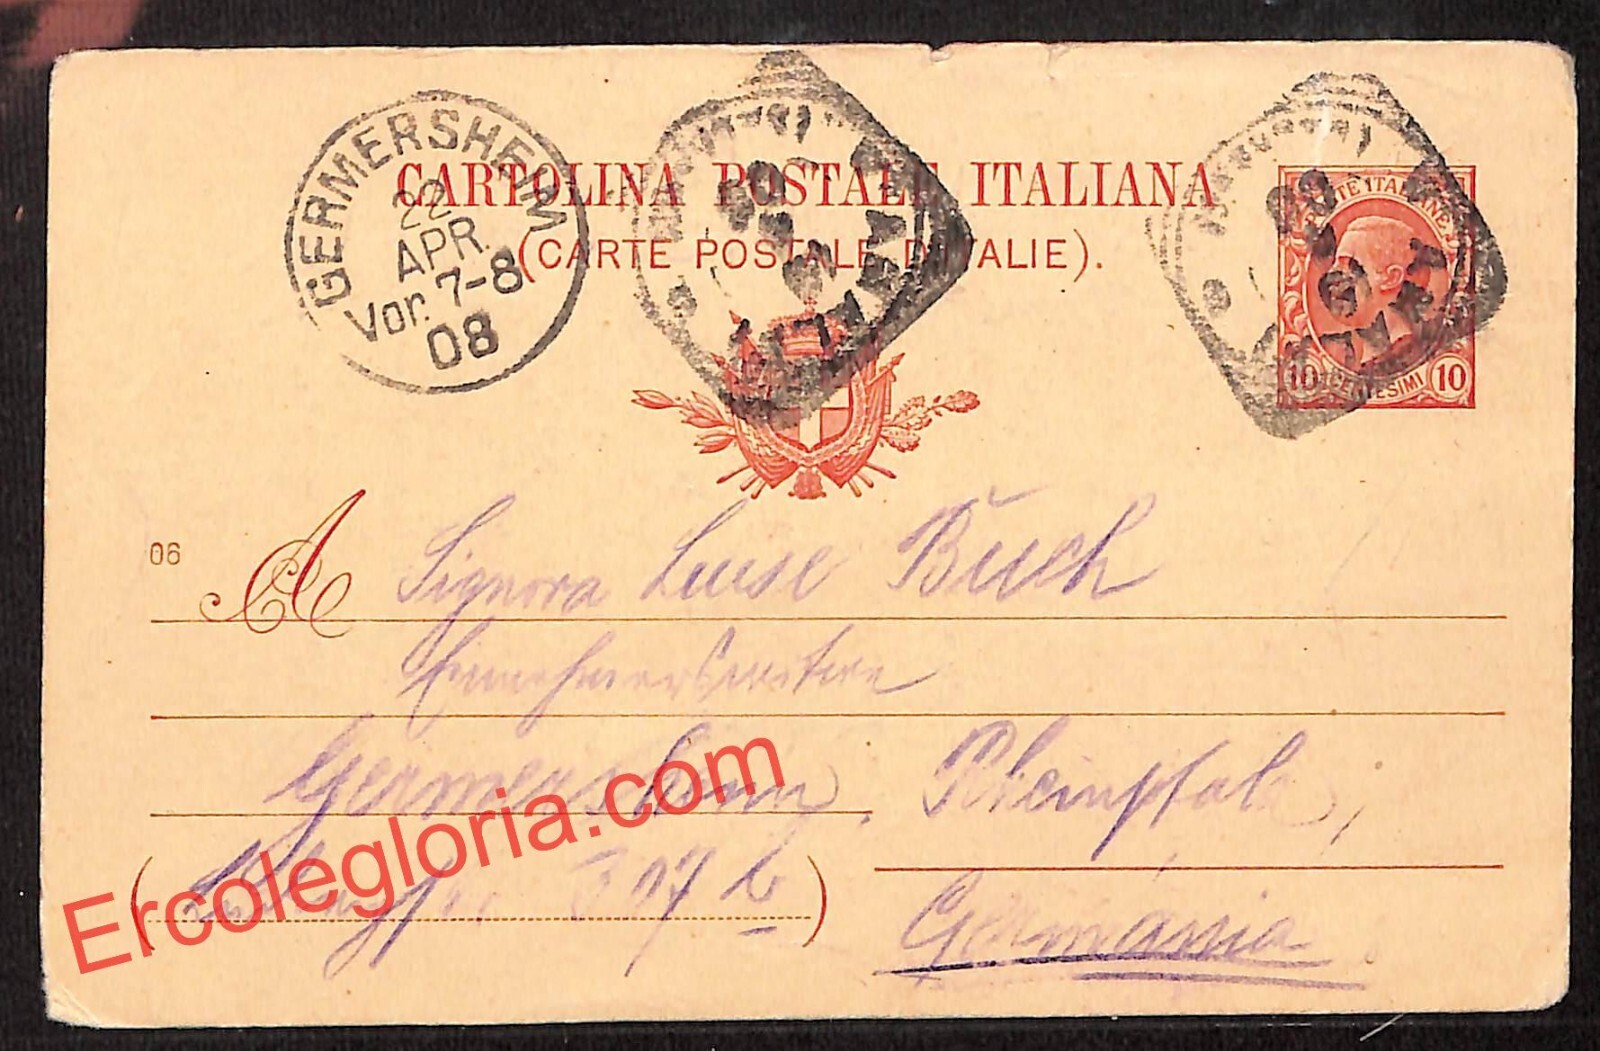 CARTOLINA POSTALE ITALIANA
(CARTE POSTALE D'ITALIE).
GERMERSHEIM
22
APR.
Vor. 7-8
08
POSTE ITALIANE
10 CENTESIMI 10
06
A Signora Luise Buch
Germersheim, Rheinpfalz,
307 b
Germania
Ercolegloria.com